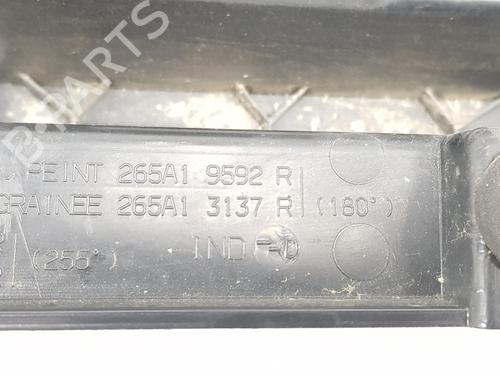 B-PARTS
PEINT 265A1 9592 R
GRAINEE 265A1 3137 R (180°)
(255°) IND